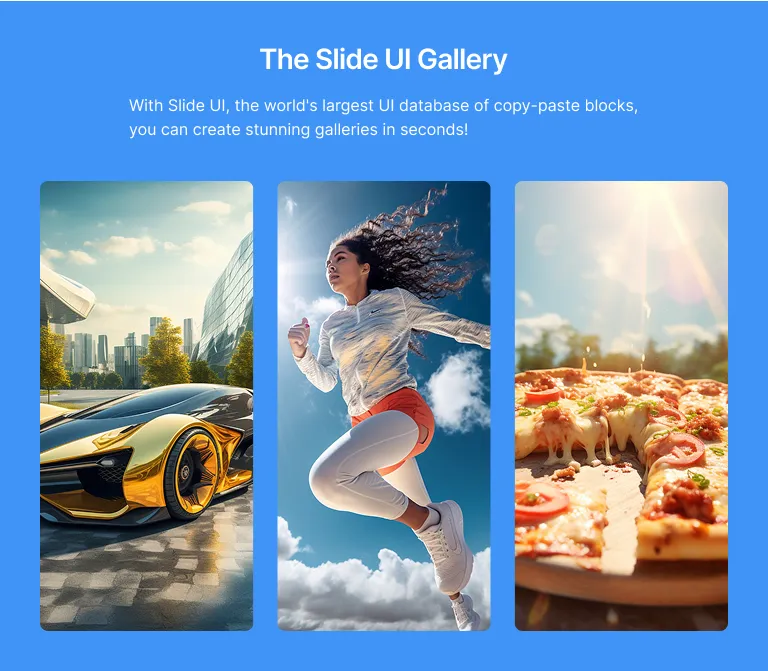 The Slide UI Gallery
With Slide UI, the world's largest UI database of copy-paste blocks,
you can create stunning galleries in seconds!